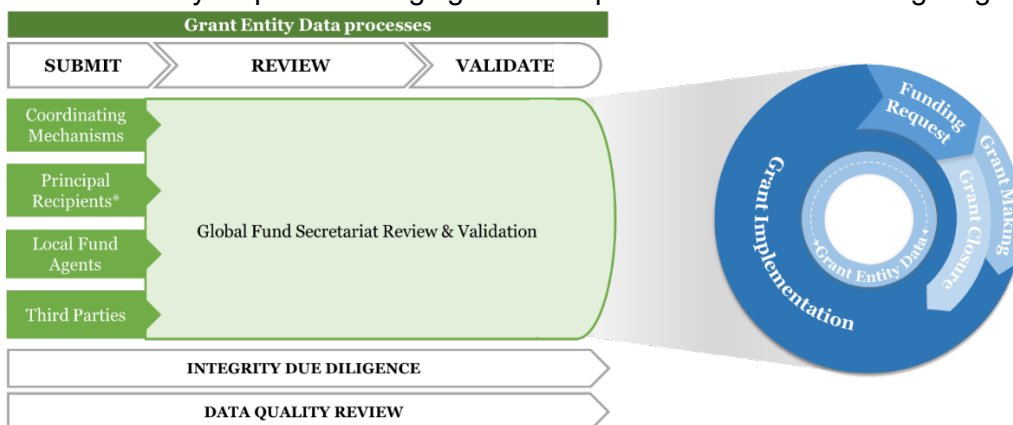 Grant Entity Data processes
SUBMIT
REVIEW
VALIDATE
Coordinating
Mechanisms
Principal
Recipients*
Local Fund
Agents
Third Parties
Global Fund Secretariat Review & Validation
INTEGRITY DUE DILIGENCE
DATA QUALITY REVIEW
Funding
Request
Grant Making
Grant Closure
Grant Implementation
Grant Entity Data